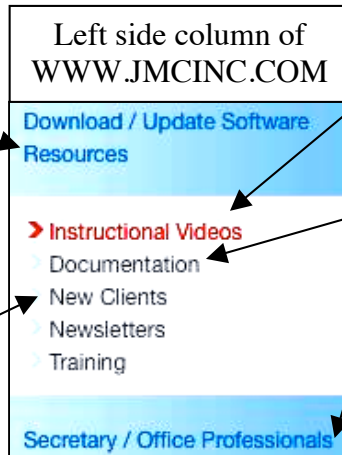 Left side column of
WWW.JMCINC.COM
Download / Update Software
Resources
Instructional Videos
Documentation
New Clients
Newsletters
Training
Secretary / Office Professionals